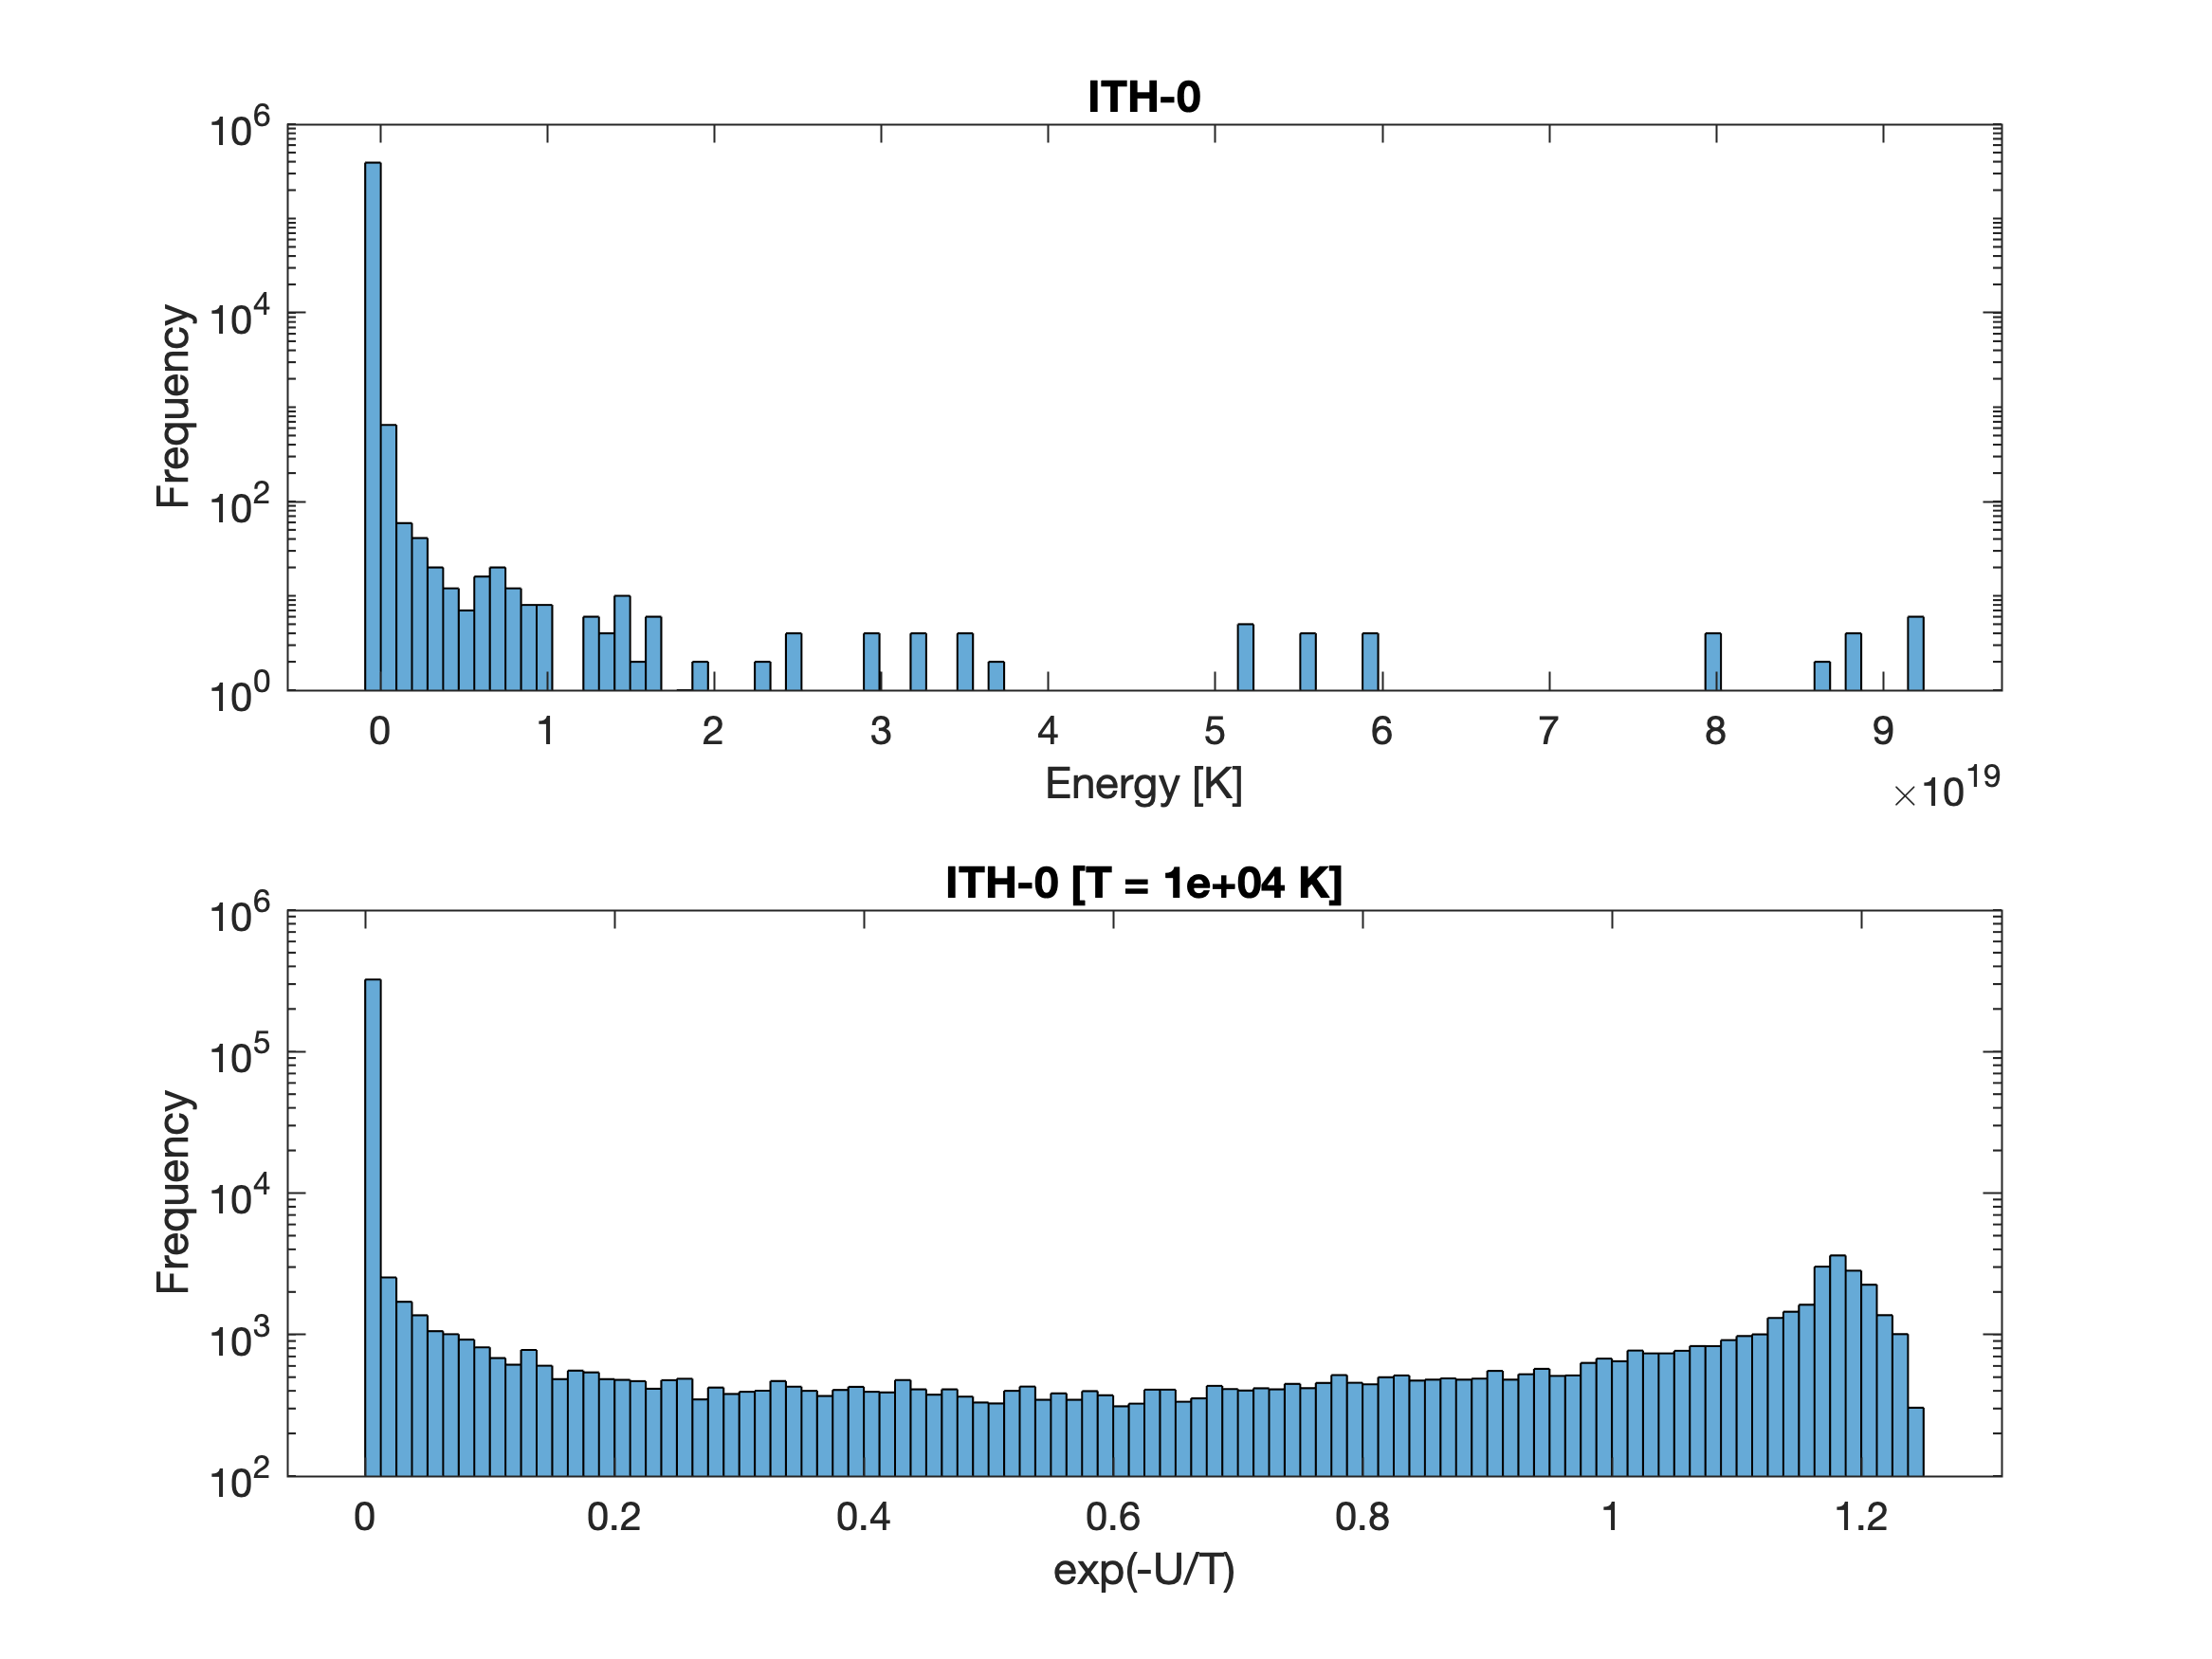 ITH-0
Frequency
10^6
10^4
10^2
10^0
0 1 2 3 4 5 6 7 8 9
Energy [K]
×10^19
ITH-0 [T = 1e+04 K]
Frequency
10^6
10^5
10^4
10^3
10^2
0 0.2 0.4 0.6 0.8 1 1.2
exp(-U/T)